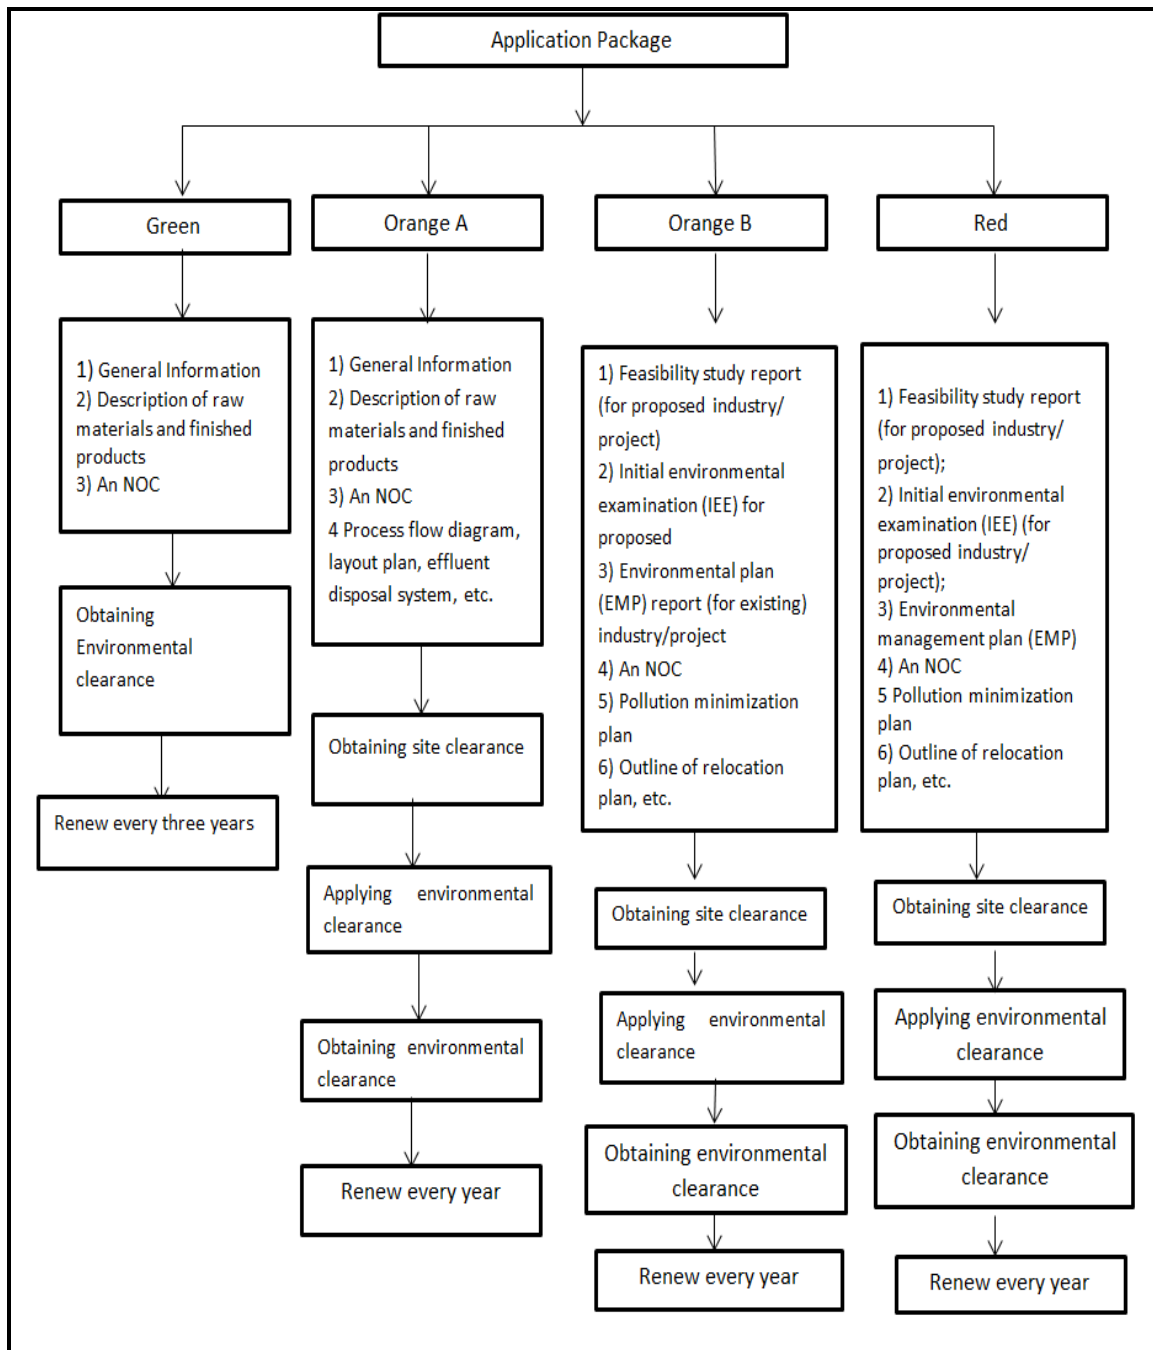 Application Package
Green
Orange A
Orange B
Red
1) General Information
2) Description of raw
materials and finished
products
3) An NOC
1) General Information
2) Description of raw
materials and finished
products
3) An NOC
4 Process flow diagram,
layout plan, effluent
disposal system, etc.
1) Feasibility study report
(for proposed industry/
project)
2) Initial environmental
examination (IEE) for
proposed
3) Environmental plan
(EMP) report (for existing)
industry/project
4) An NOC
5) Pollution minimization
plan
6) Outline of relocation
plan, etc.
1) Feasibility study report
(for proposed industry/
project);
2) Initial environmental
examination (IEE) (for
proposed industry/
project);
3) Environmental
management plan (EMP)
4) An NOC
5 Pollution minimization
plan
6) Outline of relocation
plan, etc.
Obtaining
Environmental
clearance
Renew every three years
Obtaining site clearance
Applying environmental
clearance
Obtaining environmental
clearance
Renew every year
Obtaining site clearance
Applying environmental
clearance
Obtaining environmental
clearance
Renew every year
Obtaining site clearance
Applying environmental
clearance
Obtaining environmental
clearance
Renew every year